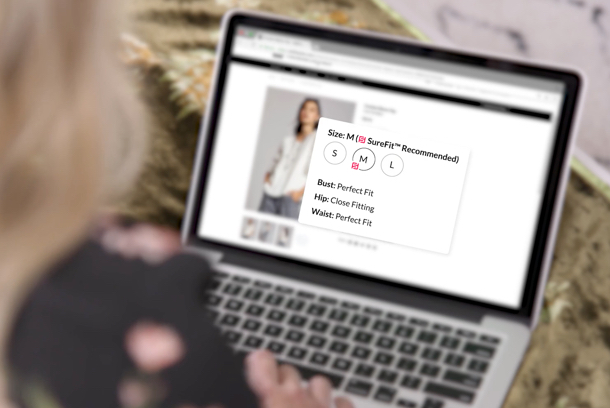 Size: M ( SureFit™ Recommended)
S M L
Bust: Perfect Fit
Hip: Close Fitting
Waist: Perfect Fit